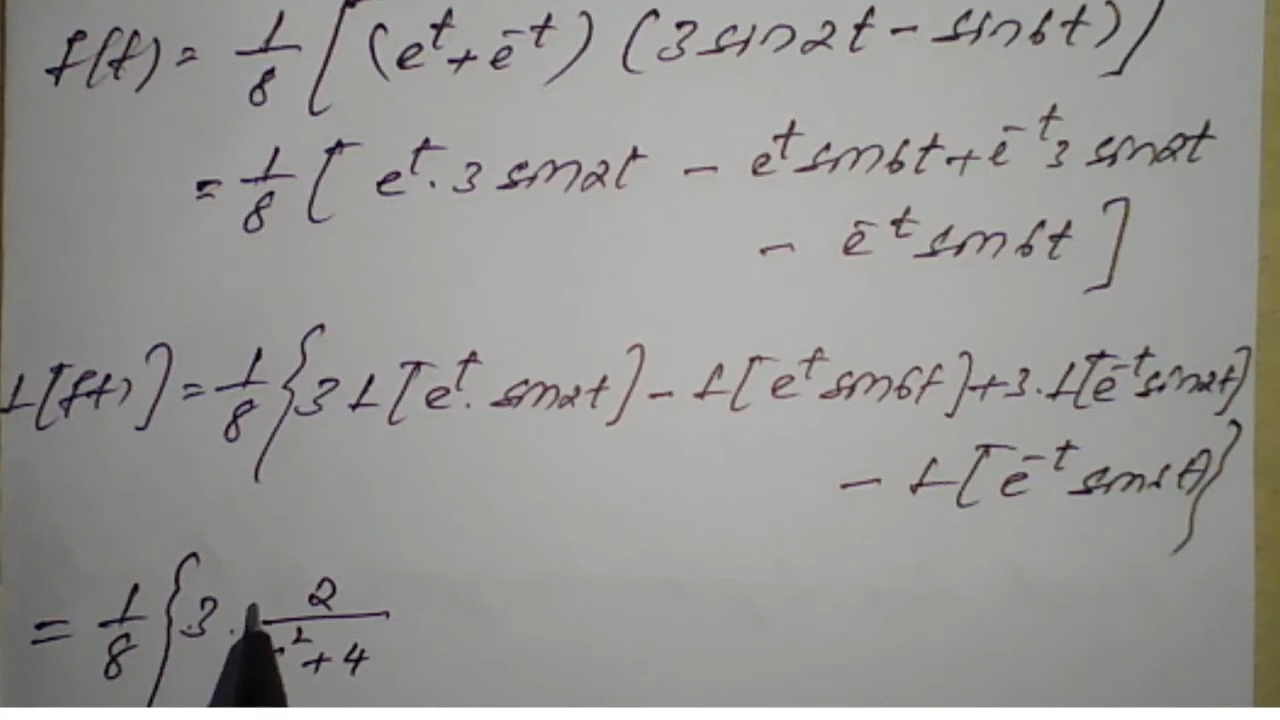 f(t) = 1/8 [ (e^t + e^-t) (3 sin2t - sin6t) ]
= 1/8 [ e^t . 3 sin2t - e^t sin6t + e^-t 3 sin2t
- e^-t sin6t ]
L[f(t)] = 1/8 { 3 L[e^t . sin2t] - L[e^t sin6t] + 3 . L[e^-t sin2t]
- L[e^-t sin6t] }
= 1/8 { 3 . 2/ ^2 + 4